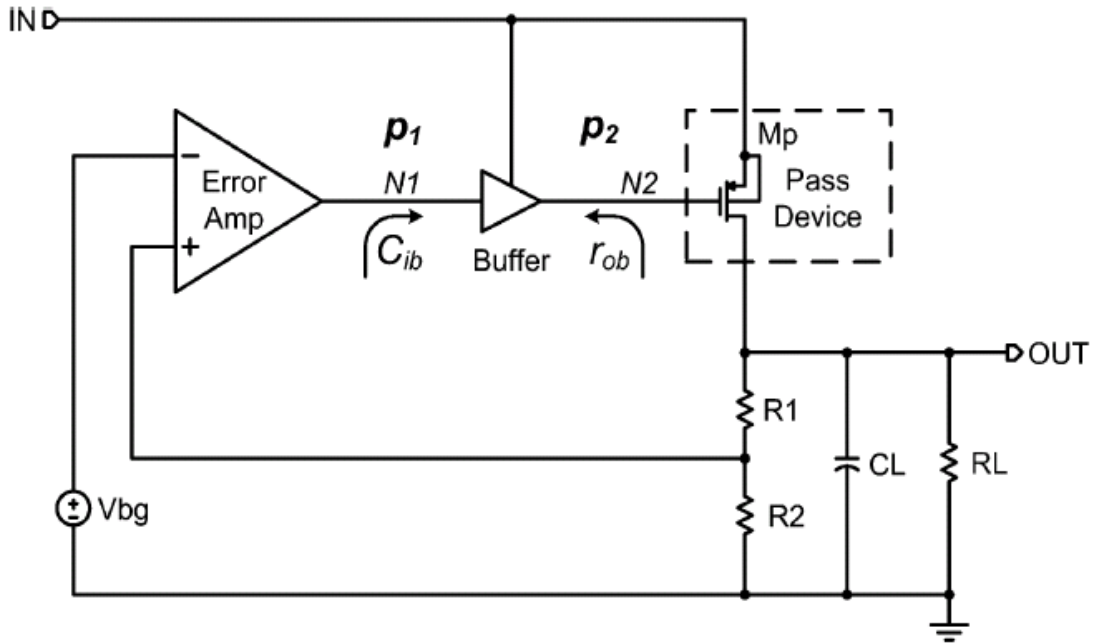 IN
p1
p2
Mp
Pass
Device
Error
Amp
N1
N2
Cib
Buffer
rob
OUT
R1
CL
RL
Vbg
R2